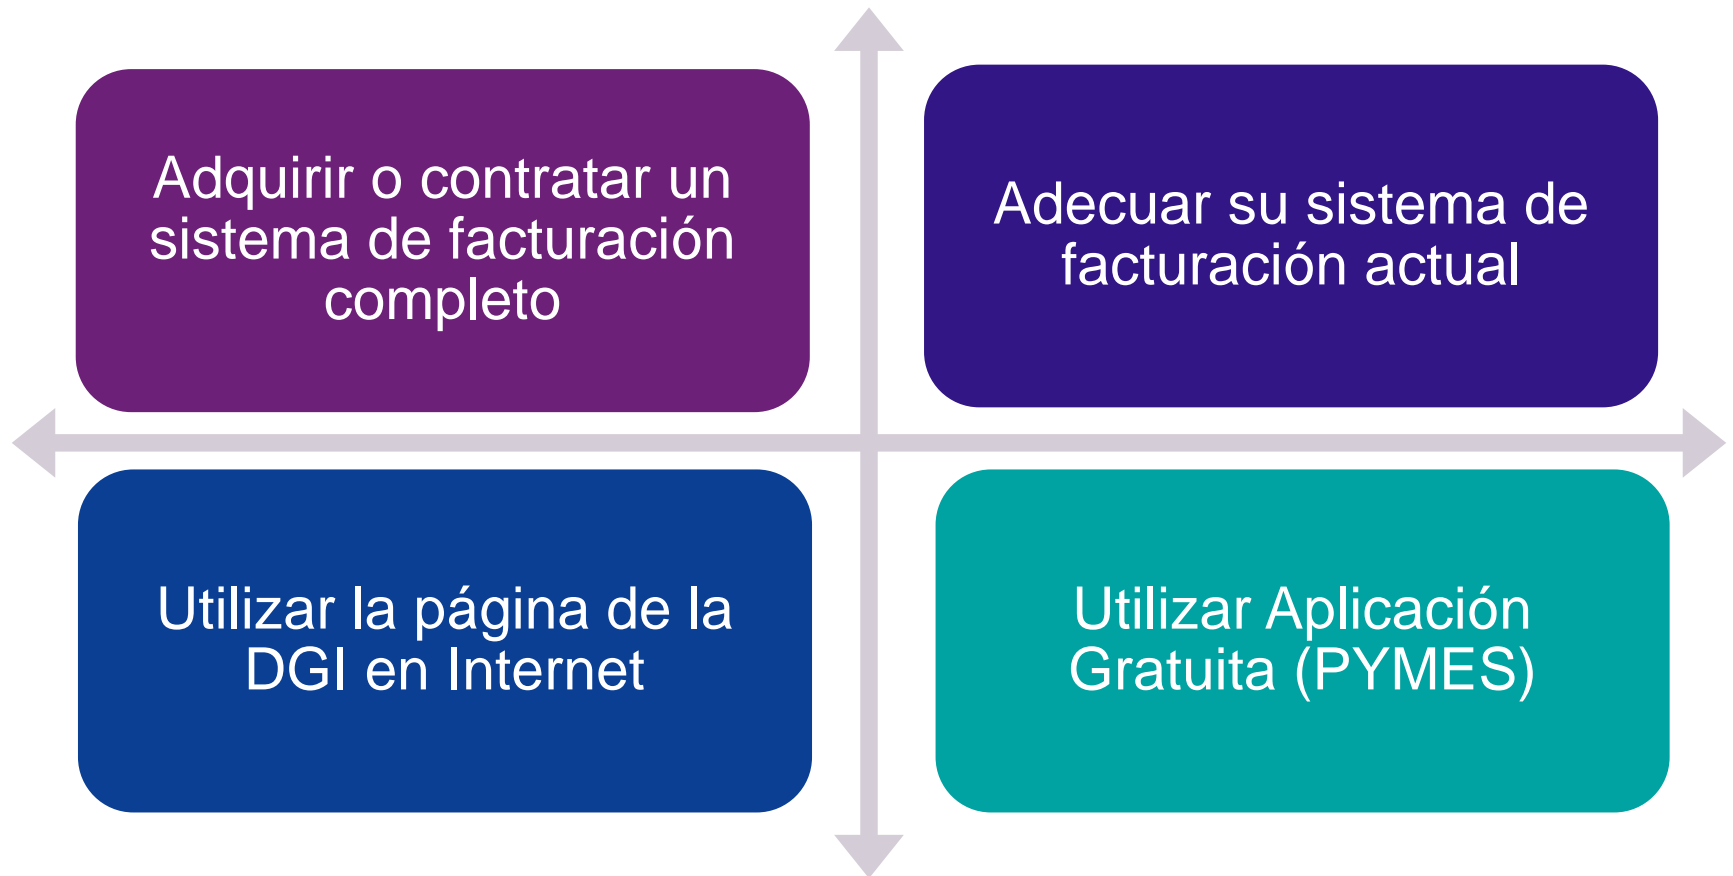 Adquirir o contratar un
sistema de facturación
completo
Adecuar su sistema de
facturación actual
Utilizar la página de la
DGI en Internet
Utilizar Aplicación
Gratuita (PYMES)